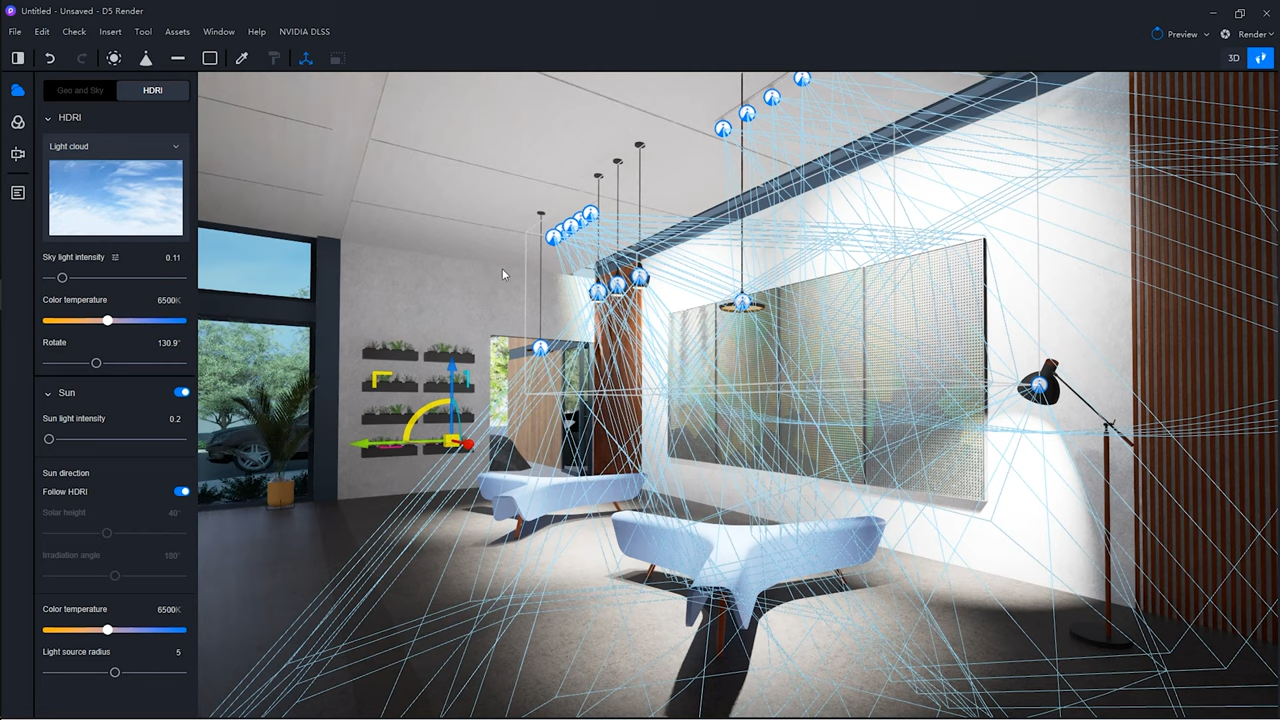 Untitled - Unsaved - D5 Render
File Edit Check Insert Tool Assets Window Help NVIDIA DLSS
Preview Render
3D
Geo and Sky HDRI
HDRI
Light cloud
Sky light intensity 0.11
Color temperature 6500K
Rotate 130.9°
Sun
Sun light intensity 0.2
Sun direction
Follow HDRI
Solar height 40°
Irradiation angle 180°
Color temperature 6500K
Light source radius 5